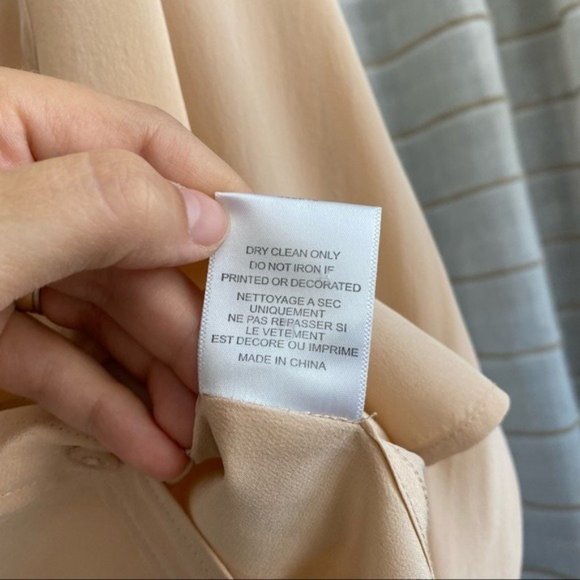 DRY CLEAN ONLY
DO NOT IRON IF
PRINTED OR DECORATED
NETTOYAGE A SEC
UNIQUEMENT
NE PAS REPASSER SI
LE VETEMENT
EST DECORE OU IMPRIME
MADE IN CHINA